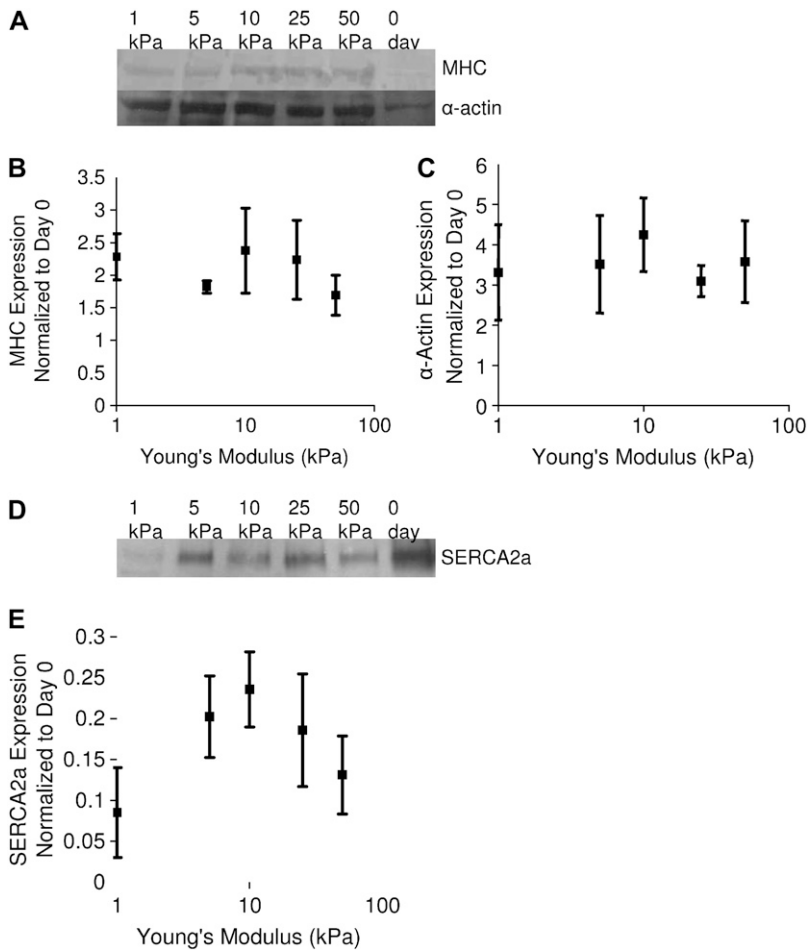 A
1 kPa 5 kPa 10 kPa 25 kPa 50 kPa 0 day
MHC
α-actin
B
MHC Expression
Normalized to Day 0
3.5
3
2.5
2
1.5
1
0.5
0
1 10 100
Young's Modulus (kPa)
C
α-Actin Expression
Normalized to Day 0
6
5
4
3
2
1
0
1 10 100
Young's Modulus (kPa)
D
1 kPa 5 kPa 10 kPa 25 kPa 50 kPa 0 day
SERCA2a
E
SERCA2a Expression
Normalized to Day 0
0.3
0.25
0.2
0.15
0.1
0.05
0
1 10 100
Young's Modulus (kPa)